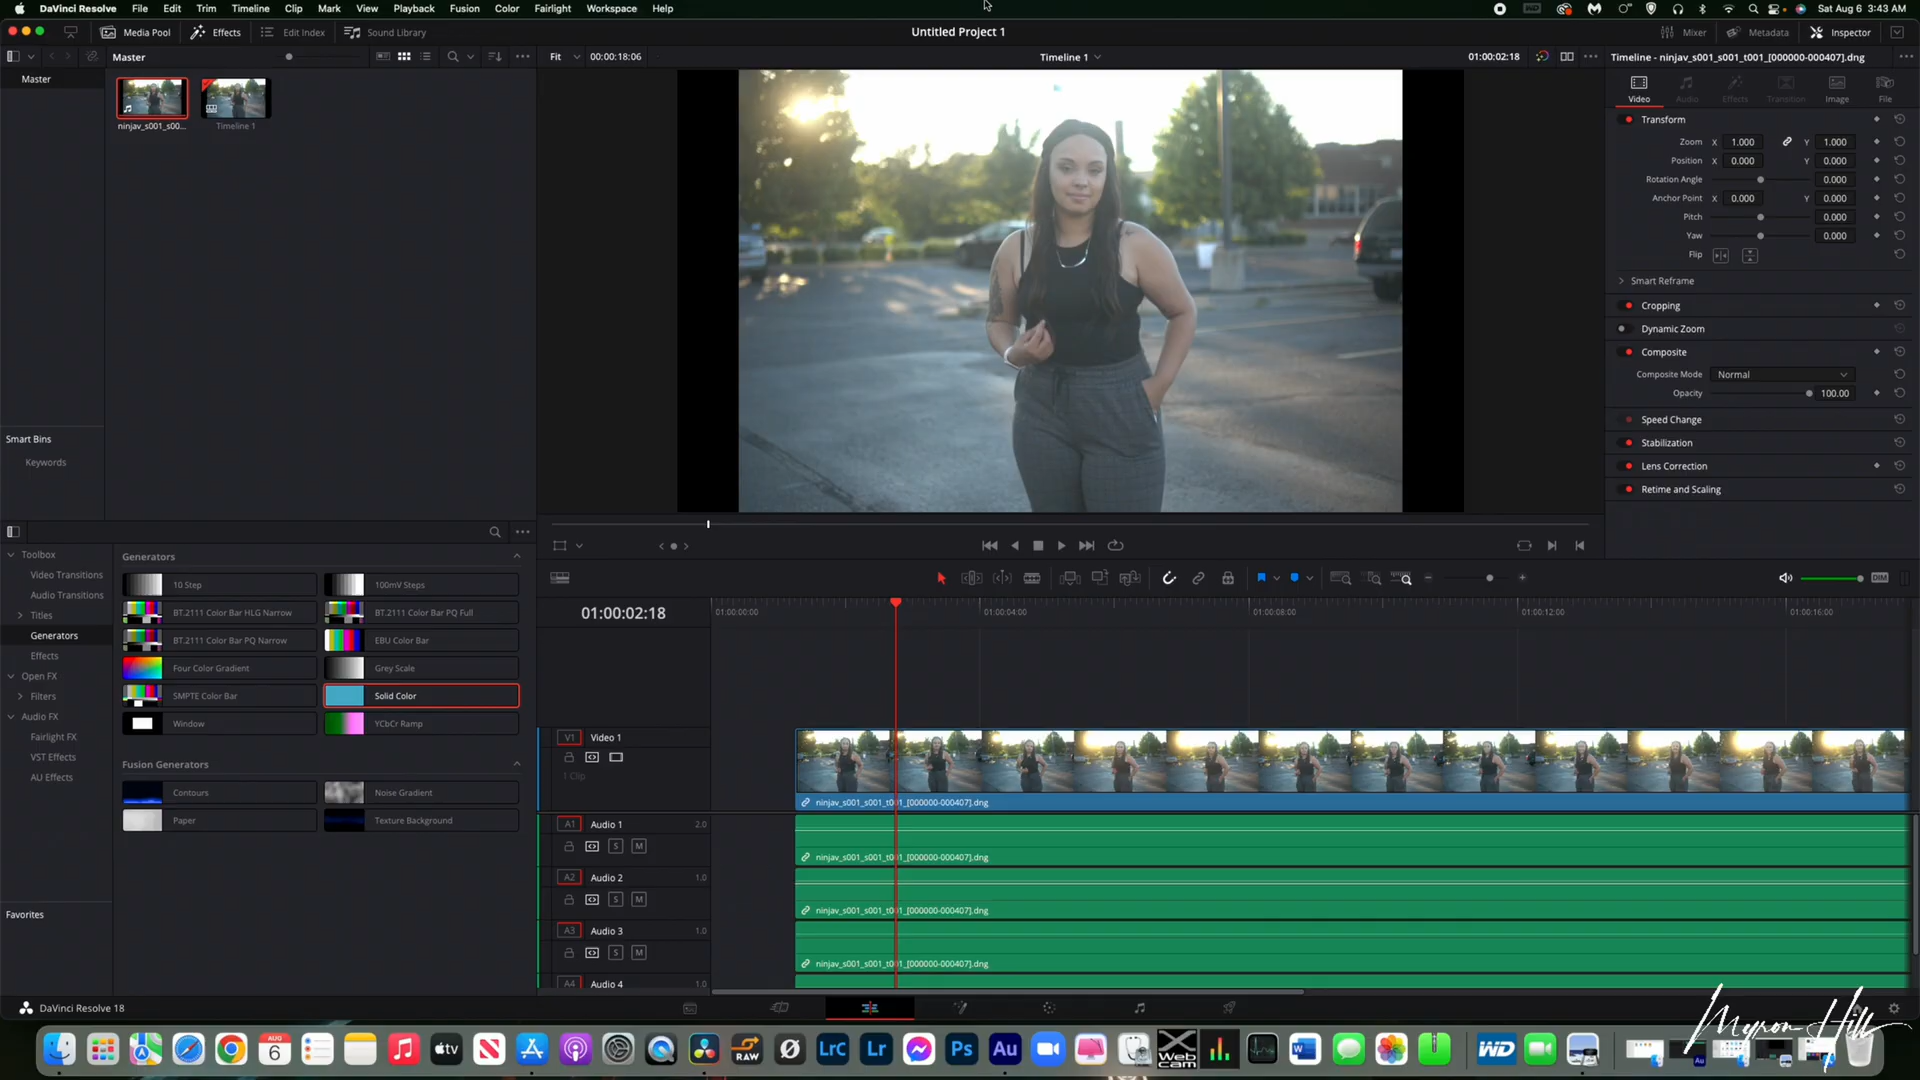 DaVinci Resolve File Edit Trim Timeline Clip Mark View Playback Fusion Color Fairlight Workspace Help
Sat Aug 6 3:43 AM
Media Pool Effects Edit Index Sound Library
Untitled Project 1
Mixer Metadata Inspector
Master
Fit 00:00:18:06
Timeline 1
01:00:02:18
Timeline - ninjav_s001_s001_t001_[000000-000407].dng
Master
ninjav_s001_s00...
Timeline 1
Video Audio Effects Transition Image File
Transform
Zoom X 1.000 Y 1.000
Position X 0.000 Y 0.000
Rotation Angle 0.000
Anchor Point X 0.000 Y 0.000
Pitch 0.000
Yaw 0.000
Flip
Smart Reframe
Cropping
Dynamic Zoom
Composite
Composite Mode Normal
Opacity 100.00
Speed Change
Stabilization
Lens Correction
Retime and Scaling
Smart Bins
Keywords
Toolbox
Video Transitions
Audio Transitions
Titles
Generators
Effects
Open FX
Filters
Audio FX
Fairlight FX
VST Effects
AU Effects
Favorites
Generators
10 Step
100mV Steps
BT.2111 Color Bar HLG Narrow
BT.2111 Color Bar PQ Full
BT.2111 Color Bar PQ Narrow
EBU Color Bar
Four Color Gradient
Grey Scale
SMPTE Color Bar
Solid Color
Window
YCbCr Ramp
Fusion Generators
Contours
Noise Gradient
Paper
Texture Background
DIM
01:00:02:18
01:00:00:00
01:00:04:00
01:00:08:00
01:00:12:00
01:00:16:00
V1 Video 1
1 Clip
ninjav_s001_s001_t001_[000000-000407].dng
A1 Audio 1 2.0
S M
ninjav_s001_s001_t001_[000000-000407].dng
A2 Audio 2 1.0
S M
ninjav_s001_s001_t001_[000000-000407].dng
A3 Audio 3 1.0
S M
ninjav_s001_s001_t001_[000000-000407].dng
A4 Audio 4 1.0
DaVinci Resolve 18
Myron Hill
AUG
6
tv
RAW
LrC
Lr
Ps
Au
X
Web
Cam
W
WD